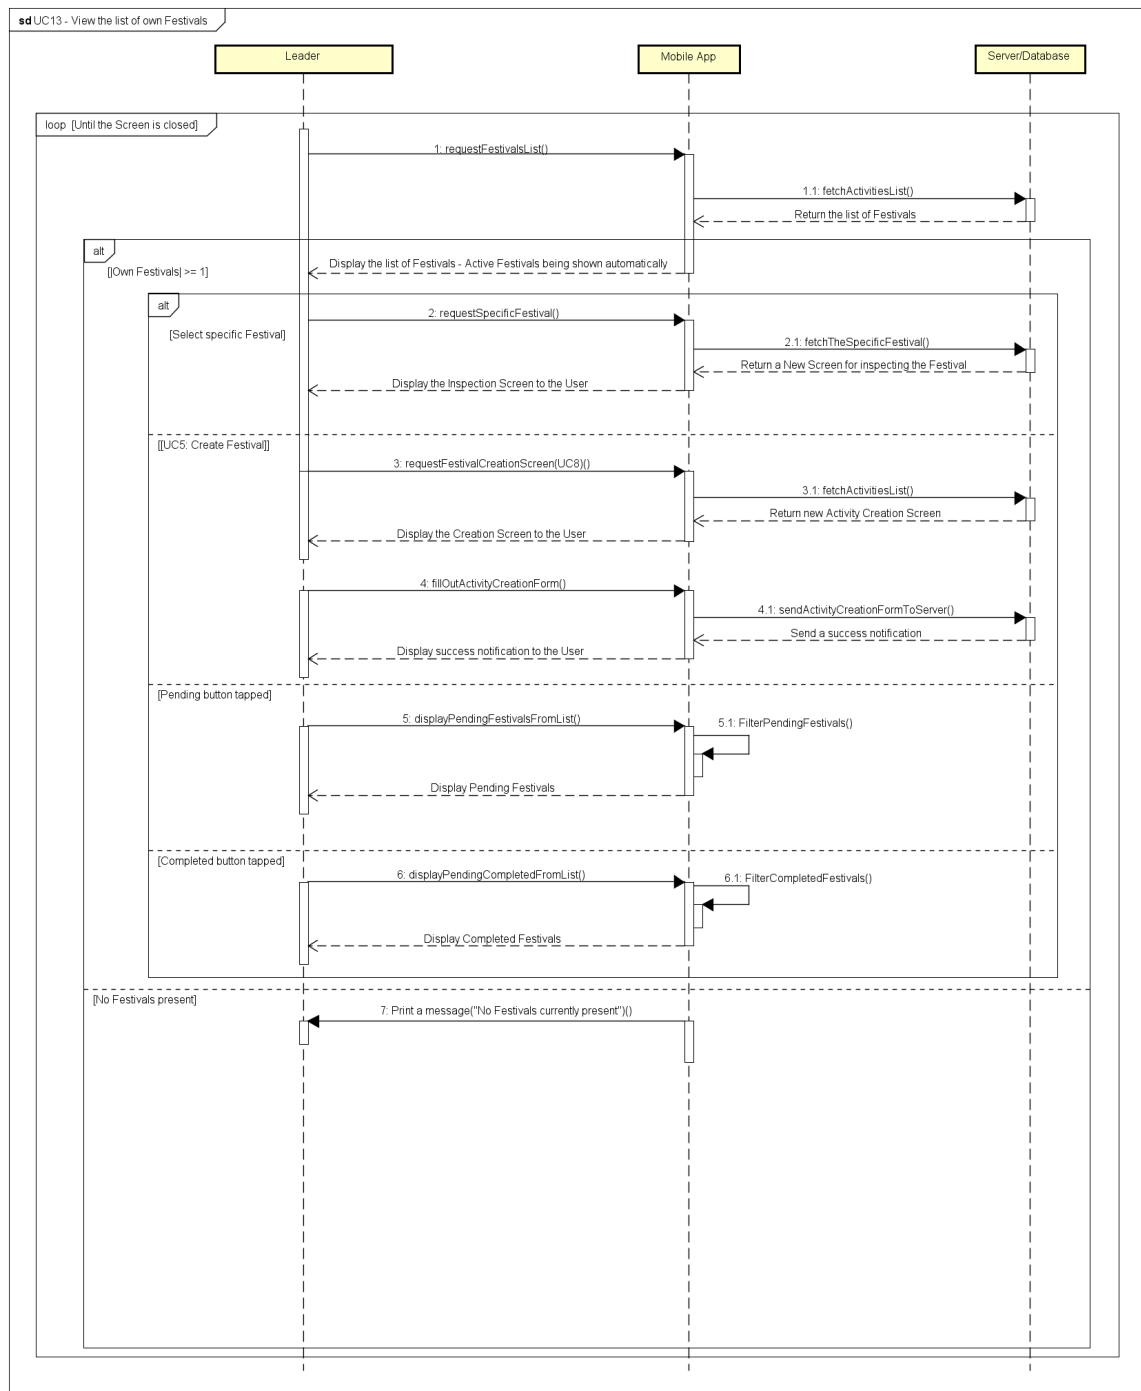 sd UC13 - View the list of own Festivals
Leader
Mobile App
Server/Database
loop [Until the Screen is closed]
1: requestFestivalsList()
1.1: fetchActivitiesList()
Return the list of Festivals
alt
[|Own Festivals| >= 1]
Display the list of Festivals - Active Festivals being shown automatically
alt
[Select specific Festival]
2: requestSpecificFestival()
2.1: fetchTheSpecificFestival()
Return a New Screen for inspecting the Festival
Display the Inspection Screen to the User
[[UC5: Create Festival]]
3: requestFestivalCreationScreen(UC8)()
3.1: fetchActivitiesList()
Return new Activity Creation Screen
Display the Creation Screen to the User
4: fillOutActivityCreationForm()
4.1: sendActivityCreationFormToServer()
Send a success notification
Display success notification to the User
[Pending button tapped]
5: displayPendingFestivalsFromList()
5.1: FilterPendingFestivals()
Display Pending Festivals
[Completed button tapped]
6: displayPendingCompletedFromList()
6.1: FilterCompletedFestivals()
Display Completed Festivals
[No Festivals present]
7: Print a message("No Festivals currently present")()